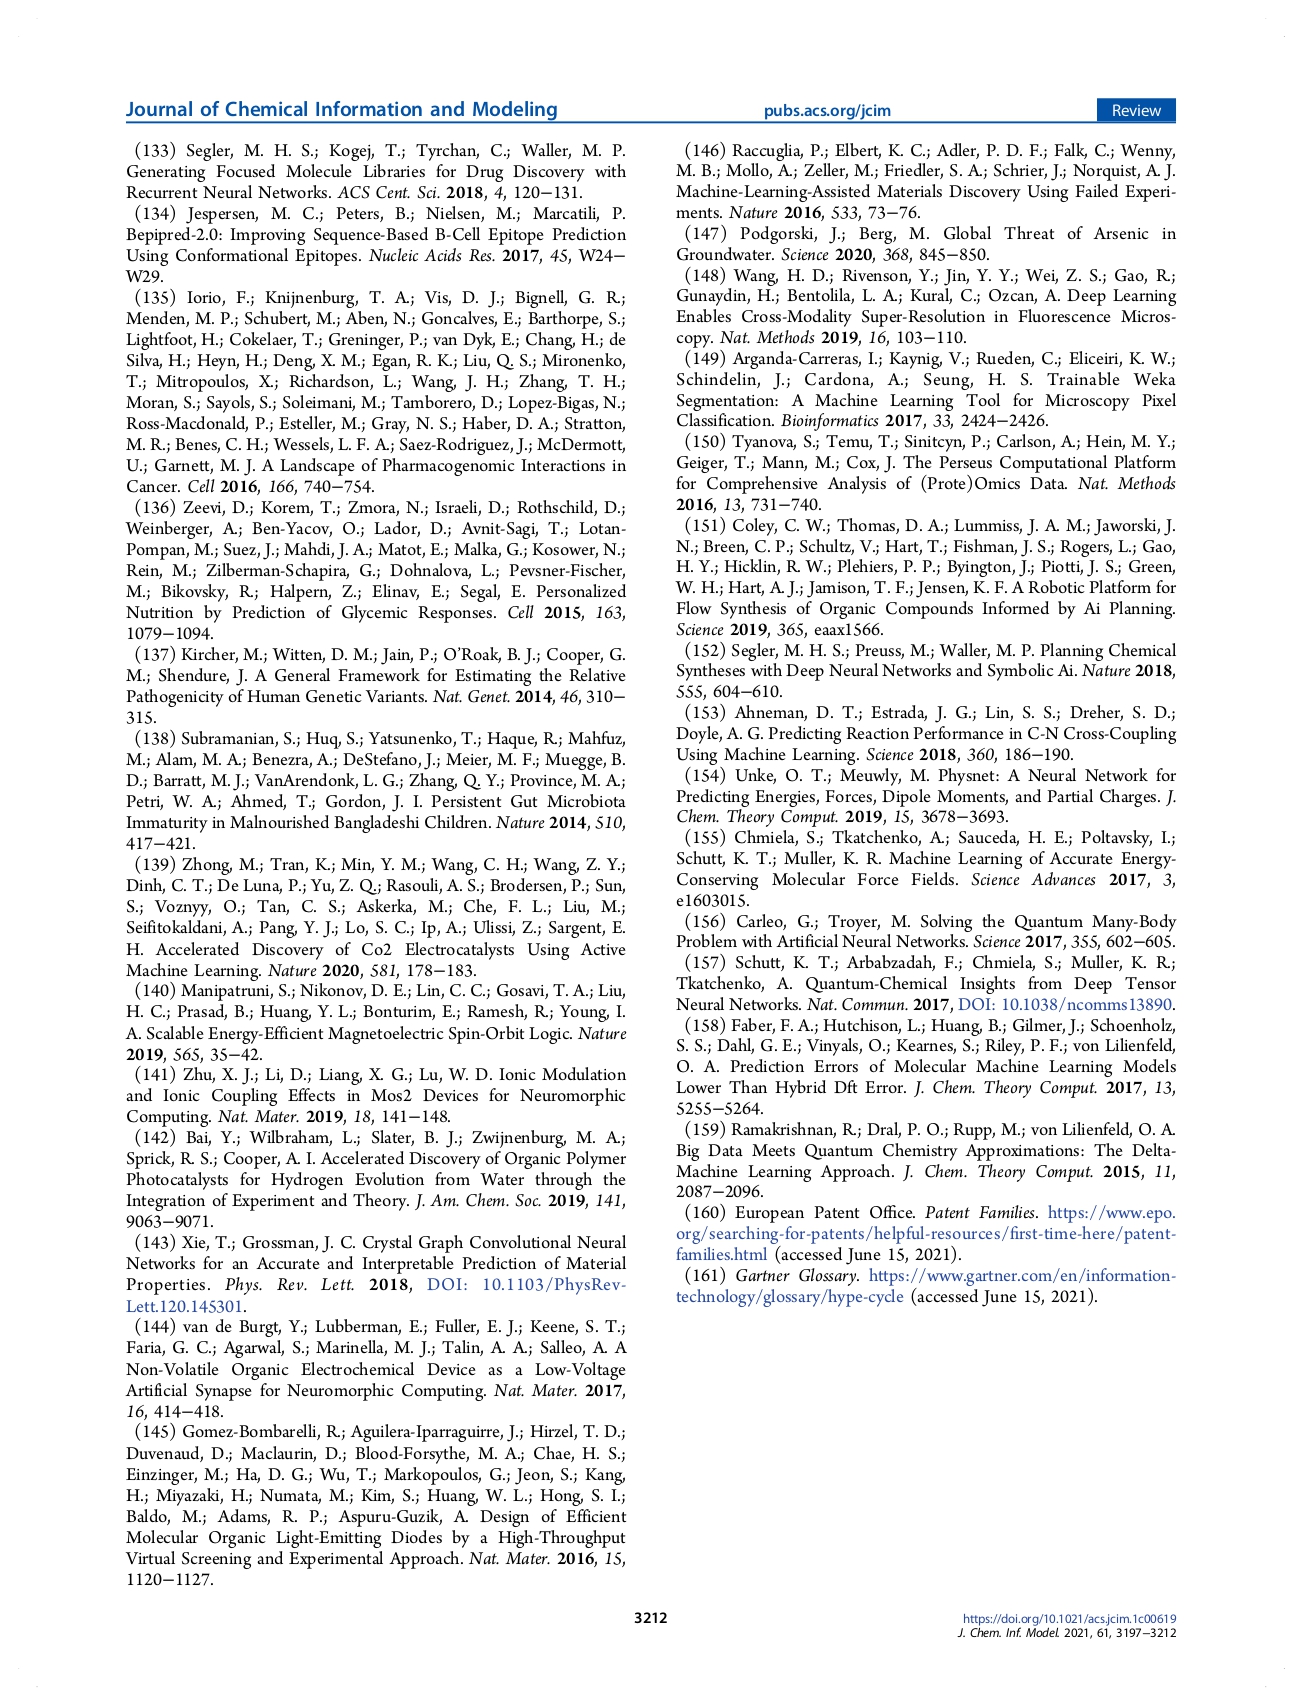 Journal of Chemical Information and Modeling
pubs.acs.org/jcim
Review
(133) Segler, M. H. S.; Kogej, T.; Tyrchan, C.; Waller, M. P.
Generating Focused Molecule Libraries for Drug Discovery with
Recurrent Neural Networks. ACS Cent. Sci. 2018, 4, 120−131.
(134) Jespersen, M. C.; Peters, B.; Nielsen, M.; Marcatili, P.
Bepipred-2.0: Improving Sequence-Based B-Cell Epitope Prediction
Using Conformational Epitopes. Nucleic Acids Res. 2017, 45, W24−
W29.
(135) Iorio, F.; Knijnenburg, T. A.; Vis, D. J.; Bignell, G. R.;
Menden, M. P.; Schubert, M.; Aben, N.; Goncalves, E.; Barthorpe, S.;
Lightfoot, H.; Cokelaer, T.; Greninger, P.; van Dyk, E.; Chang, H.; de
Silva, H.; Heyn, H.; Deng, X. M.; Egan, R. K.; Liu, Q. S.; Mironenko,
T.; Mitropoulos, X.; Richardson, L.; Wang, J. H.; Zhang, T. H.;
Moran, S.; Sayols, S.; Soleimani, M.; Tamborero, D.; Lopez-Bigas, N.;
Ross-Macdonald, P.; Esteller, M.; Gray, N. S.; Haber, D. A.; Stratton,
M. R.; Benes, C. H.; Wessels, L. F. A.; Saez-Rodriguez, J.; McDermott,
U.; Garnett, M. J. A Landscape of Pharmacogenomic Interactions in
Cancer. Cell 2016, 166, 740−754.
(136) Zeevi, D.; Korem, T.; Zmora, N.; Israeli, D.; Rothschild, D.;
Weinberger, A.; Ben-Yacov, O.; Lador, D.; Avnit-Sagi, T.; Lotan-
Pompan, M.; Suez, J.; Mahdi, J. A.; Matot, E.; Malka, G.; Kosower, N.;
Rein, M.; Zilberman-Schapira, G.; Dohnalova, L.; Pevsner-Fischer,
M.; Bikovsky, R.; Halpern, Z.; Elinav, E.; Segal, E. Personalized
Nutrition by Prediction of Glycemic Responses. Cell 2015, 163,
1079−1094.
(137) Kircher, M.; Witten, D. M.; Jain, P.; O'Roak, B. J.; Cooper, G.
M.; Shendure, J. A General Framework for Estimating the Relative
Pathogenicity of Human Genetic Variants. Nat. Genet. 2014, 46, 310−
315.
(138) Subramanian, S.; Huq, S.; Yatsunenko, T.; Haque, R.; Mahfuz,
M.; Alam, M. A.; Benezra, A.; DeStefano, J.; Meier, M. F.; Muegge, B.
D.; Barratt, M. J.; VanArendonk, L. G.; Zhang, Q. Y.; Province, M. A.;
Petri, W. A.; Ahmed, T.; Gordon, J. I. Persistent Gut Microbiota
Immaturity in Malnourished Bangladeshi Children. Nature 2014, 510,
417−421.
(139) Zhong, M.; Tran, K.; Min, Y. M.; Wang, C. H.; Wang, Z. Y.;
Dinh, C. T.; De Luna, P.; Yu, Z. Q.; Rasouli, A. S.; Brodersen, P.; Sun,
S.; Voznyy, O.; Tan, C. S.; Askerka, M.; Che, F. L.; Liu, M.;
Seifitokaldani, A.; Pang, Y. J.; Lo, S. C.; Ip, A.; Ulissi, Z.; Sargent, E.
H. Accelerated Discovery of Co2 Electrocatalysts Using Active
Machine Learning. Nature 2020, 581, 178−183.
(140) Manipatruni, S.; Nikonov, D. E.; Lin, C. C.; Gosavi, T. A.; Liu,
H. C.; Prasad, B.; Huang, Y. L.; Bonturim, E.; Ramesh, R.; Young, I.
A. Scalable Energy-Efficient Magnetoelectric Spin-Orbit Logic. Nature
2019, 565, 35−42.
(141) Zhu, X. J.; Li, D.; Liang, X. G.; Lu, W. D. Ionic Modulation
and Ionic Coupling Effects in Mos2 Devices for Neuromorphic
Computing. Nat. Mater. 2019, 18, 141−148.
(142) Bai, Y.; Wilbraham, L.; Slater, B. J.; Zwijnenburg, M. A.;
Sprick, R. S.; Cooper, A. I. Accelerated Discovery of Organic Polymer
Photocatalysts for Hydrogen Evolution from Water through the
Integration of Experiment and Theory. J. Am. Chem. Soc. 2019, 141,
9063−9071.
(143) Xie, T.; Grossman, J. C. Crystal Graph Convolutional Neural
Networks for an Accurate and Interpretable Prediction of Material
Properties. Phys. Rev. Lett. 2018, DOI: 10.1103/PhysRev-
Lett.120.145301.
(144) van de Burgt, Y.; Lubberman, E.; Fuller, E. J.; Keene, S. T.;
Faria, G. C.; Agarwal, S.; Marinella, M. J.; Talin, A. A.; Salleo, A. A
Non-Volatile Organic Electrochemical Device as a Low-Voltage
Artificial Synapse for Neuromorphic Computing. Nat. Mater. 2017,
16, 414−418.
(145) Gomez-Bombarelli, R.; Aguilera-Iparraguirre, J.; Hirzel, T. D.;
Duvenaud, D.; Maclaurin, D.; Blood-Forsythe, M. A.; Chae, H. S.;
Einzinger, M.; Ha, D. G.; Wu, T.; Markopoulos, G.; Jeon, S.; Kang,
H.; Miyazaki, H.; Numata, M.; Kim, S.; Huang, W. L.; Hong, S. I.;
Baldo, M.; Adams, R. P.; Aspuru-Guzik, A. Design of Efficient
Molecular Organic Light-Emitting Diodes by a High-Throughput
Virtual Screening and Experimental Approach. Nat. Mater. 2016, 15,
1120−1127.
(146) Raccuglia, P.; Elbert, K. C.; Adler, P. D. F.; Falk, C.; Wenny,
M. B.; Mollo, A.; Zeller, M.; Friedler, S. A.; Schrier, J.; Norquist, A. J.
Machine-Learning-Assisted Materials Discovery Using Failed Experi-
ments. Nature 2016, 533, 73−76.
(147) Podgorski, J.; Berg, M. Global Threat of Arsenic in
Groundwater. Science 2020, 368, 845−850.
(148) Wang, H. D.; Rivenson, Y.; Jin, Y. Y.; Wei, Z. S.; Gao, R.;
Gunaydin, H.; Bentolila, L. A.; Kural, C.; Ozcan, A. Deep Learning
Enables Cross-Modality Super-Resolution in Fluorescence Micros-
copy. Nat. Methods 2019, 16, 103−110.
(149) Arganda-Carreras, I.; Kaynig, V.; Rueden, C.; Eliceiri, K. W.;
Schindelin, J.; Cardona, A.; Seung, H. S. Trainable Weka
Segmentation: A Machine Learning Tool for Microscopy Pixel
Classification. Bioinformatics 2017, 33, 2424−2426.
(150) Tyanova, S.; Temu, T.; Sinitcyn, P.; Carlson, A.; Hein, M. Y.;
Geiger, T.; Mann, M.; Cox, J. The Perseus Computational Platform
for Comprehensive Analysis of (Prote)Omics Data. Nat. Methods
2016, 13, 731−740.
(151) Coley, C. W.; Thomas, D. A.; Lummiss, J. A. M.; Jaworski, J.
N.; Breen, C. P.; Schultz, V.; Hart, T.; Fishman, J. S.; Rogers, L.; Gao,
H. Y.; Hicklin, R. W.; Plehiers, P. P.; Byington, J.; Piotti, J. S.; Green,
W. H.; Hart, A. J.; Jamison, T. F.; Jensen, K. F. A Robotic Platform for
Flow Synthesis of Organic Compounds Informed by Ai Planning.
Science 2019, 365, eaax1566.
(152) Segler, M. H. S.; Preuss, M.; Waller, M. P. Planning Chemical
Syntheses with Deep Neural Networks and Symbolic Ai. Nature 2018,
555, 604−610.
(153) Ahneman, D. T.; Estrada, J. G.; Lin, S. S.; Dreher, S. D.;
Doyle, A. G. Predicting Reaction Performance in C-N Cross-Coupling
Using Machine Learning. Science 2018, 360, 186−190.
(154) Unke, O. T.; Meuwly, M. Physnet: A Neural Network for
Predicting Energies, Forces, Dipole Moments, and Partial Charges. J.
Chem. Theory Comput. 2019, 15, 3678−3693.
(155) Chmiela, S.; Tkatchenko, A.; Sauceda, H. E.; Poltavsky, I.;
Schutt, K. T.; Muller, K. R. Machine Learning of Accurate Energy-
Conserving Molecular Force Fields. Science Advances 2017, 3,
e1603015.
(156) Carleo, G.; Troyer, M. Solving the Quantum Many-Body
Problem with Artificial Neural Networks. Science 2017, 355, 602−605.
(157) Schutt, K. T.; Arbabzadah, F.; Chmiela, S.; Muller, K. R.;
Tkatchenko, A. Quantum-Chemical Insights from Deep Tensor
Neural Networks. Nat. Commun. 2017, DOI: 10.1038/ncomms13890.
(158) Faber, F. A.; Hutchison, L.; Huang, B.; Gilmer, J.; Schoenholz,
S. S.; Dahl, G. E.; Vinyals, O.; Kearnes, S.; Riley, P. F.; von Lilienfeld,
O. A. Prediction Errors of Molecular Machine Learning Models
Lower Than Hybrid Dft Error. J. Chem. Theory Comput. 2017, 13,
5255−5264.
(159) Ramakrishnan, R.; Dral, P. O.; Rupp, M.; von Lilienfeld, O. A.
Big Data Meets Quantum Chemistry Approximations: The Delta-
Machine Learning Approach. J. Chem. Theory Comput. 2015, 11,
2087−2096.
(160) European Patent Office. Patent Families. https://www.epo.
org/searching-for-patents/helpful-resources/first-time-here/patent-
families.html (accessed June 15, 2021).
(161) Gartner Glossary. https://www.gartner.com/en/information-
technology/glossary/hype-cycle (accessed June 15, 2021).
3212
https://doi.org/10.1021/acs.jcim.1c00619
J. Chem. Inf. Model. 2021, 61, 3197−3212